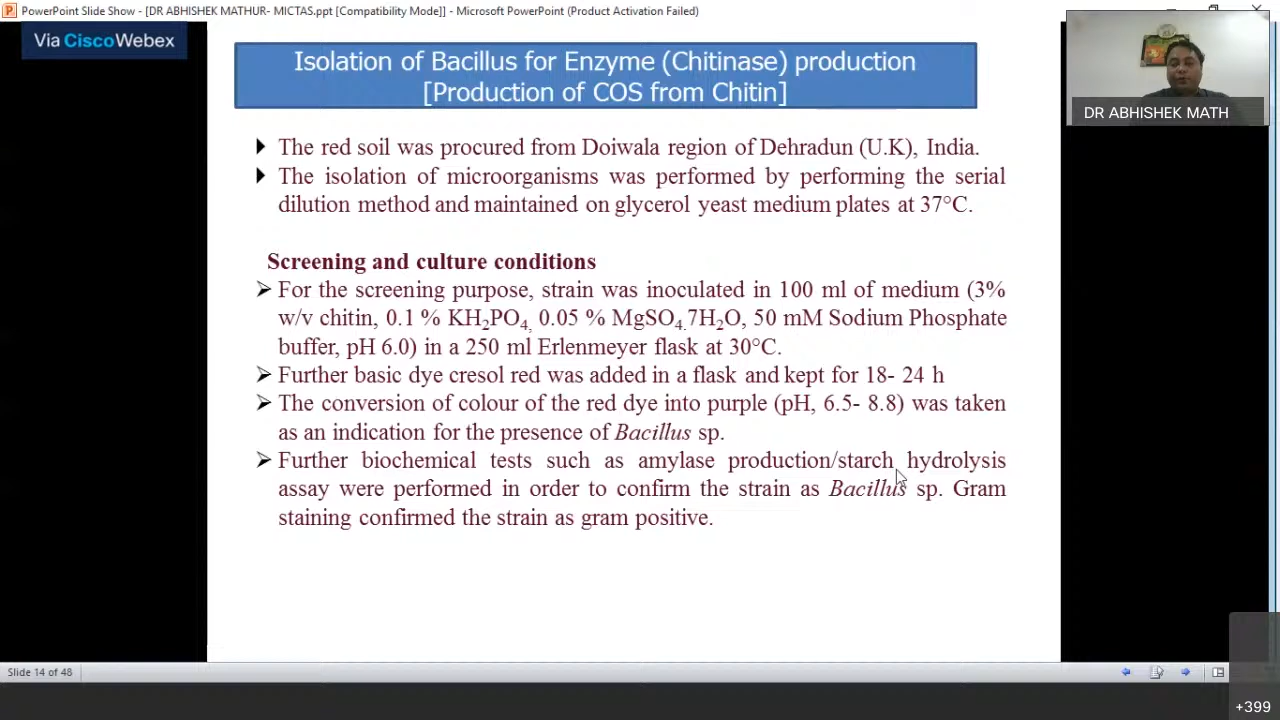 PowerPoint Slide Show - [DR ABHISHEK MATHUR- MICTAS.ppt [Compatibility Mode]] - Microsoft PowerPoint (Product Activation Failed)
Via CiscoWebex
DR ABHISHEK MATH
Isolation of Bacillus for Enzyme (Chitinase) production
[Production of COS from Chitin]
The red soil was procured from Doiwala region of Dehradun (U.K), India.
The isolation of microorganisms was performed by performing the serial
dilution method and maintained on glycerol yeast medium plates at 37°C.
Screening and culture conditions
For the screening purpose, strain was inoculated in 100 ml of medium (3%
w/v chitin, 0.1 % KH₂PO₄, 0.05 % MgSO₄.7H₂O, 50 mM Sodium Phosphate
buffer, pH 6.0) in a 250 ml Erlenmeyer flask at 30°C.
Further basic dye cresol red was added in a flask and kept for 18- 24 h
The conversion of colour of the red dye into purple (pH, 6.5- 8.8) was taken
as an indication for the presence of Bacillus sp.
Further biochemical tests such as amylase production/starch hydrolysis
assay were performed in order to confirm the strain as Bacillus sp. Gram
staining confirmed the strain as gram positive.
Slide 14 of 48
+399